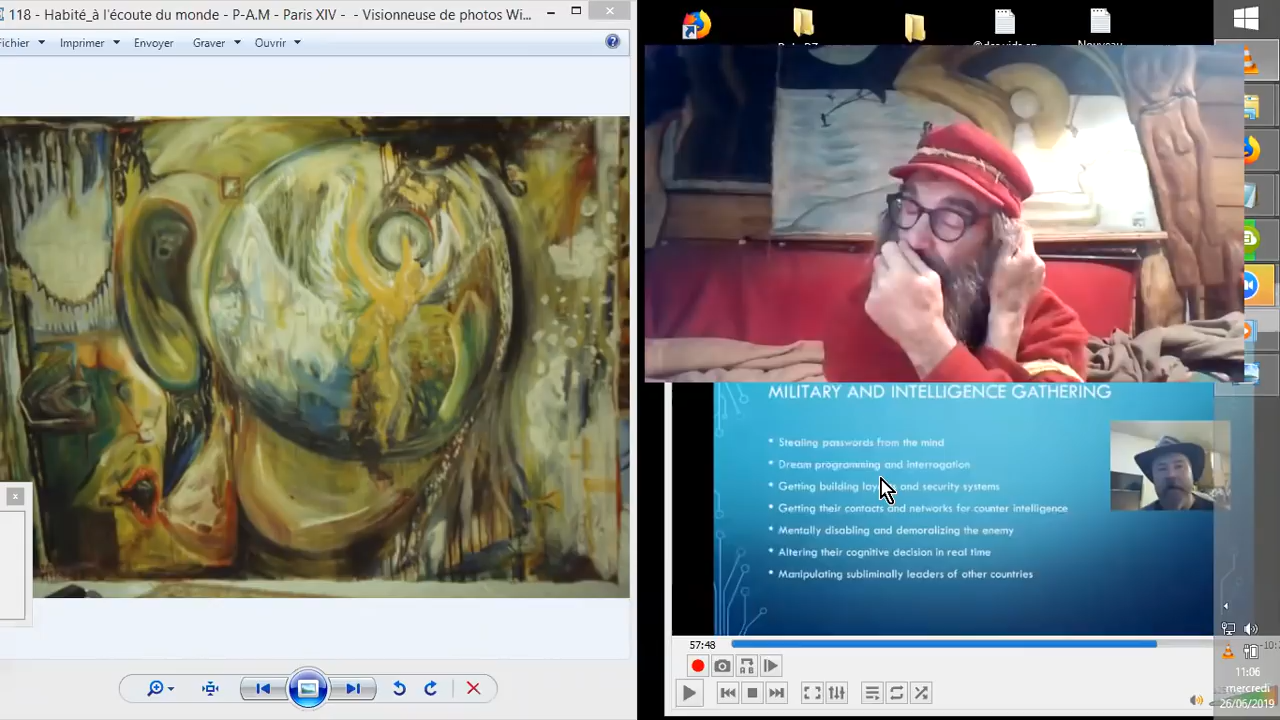 118 - Habité_à'l'icône du mon
P-A.M.- Paris XIV
-
Visionneuse de photos Wi...
Fichier
Imprimer
Envoyer
Graver
Ouvrir
MILITARY AND INTELLIGENCE GATHERING
• Stealing passwords from the mind
• Dream programming and interrogation
• Getting building layouts and security systems
• Getting their contacts and networks for counter intelligence
• Mentally disabling and demoralizing the enemy
• Altering their cognitive decision in real time
• Manipulating subliminally leaders of other countries
57:48
11:06
mercredi
26/06/2019